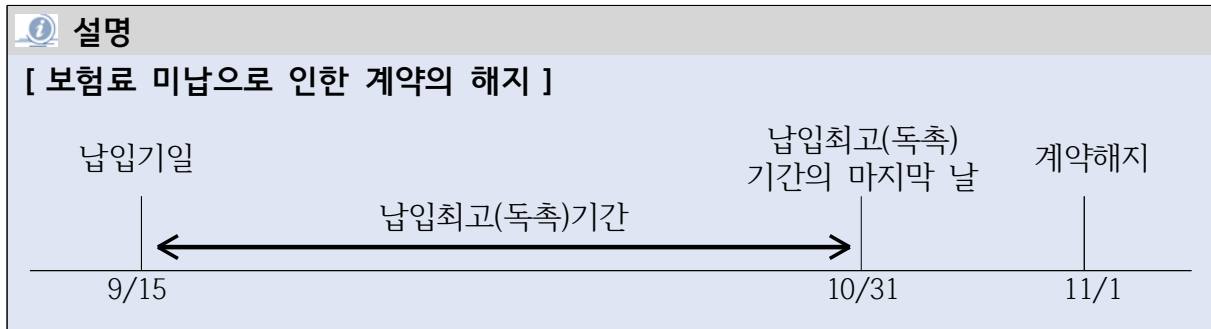 설명
[ 보험료 미납으로 인한 계약의 해지 ]
납입기일
납입최고(독촉)
기간의 마지막 날
계약해지
납입최고(독촉)기간
9/15
10/31
11/1